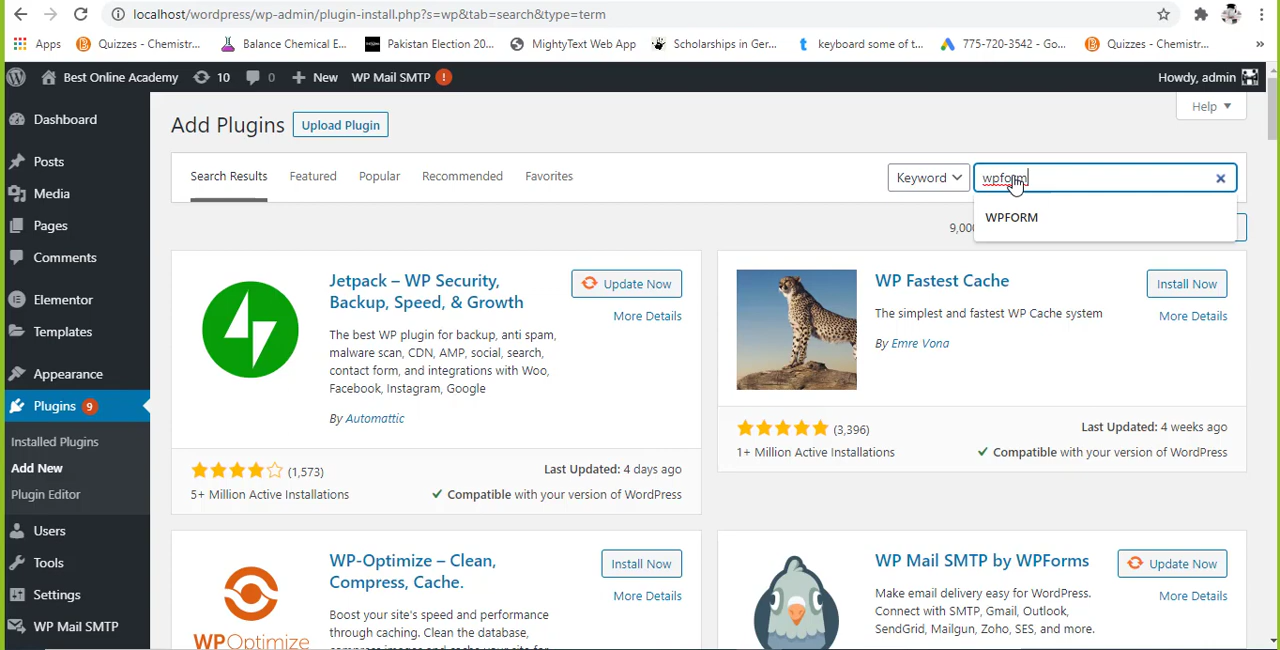 localhost/wordpress/wp-admin/plugin-install.php?s=wp&tab=search&type=term
Apps
Quizzes - Chemistr...
Balance Chemical E...
Pakistan Election 20...
MightyText Web App
Scholarships in Ger...
keyboard some of t...
775-720-3542 - Go...
Quizzes - Chemistr...
»
Best Online Academy
10
0
New
WP Mail SMTP !
Howdy, admin
Dashboard
Posts
Media
Pages
Comments
Elementor
Templates
Appearance
Plugins 9
Installed Plugins
Add New
Plugin Editor
Users
Tools
Settings
WP Mail SMTP
Help
Add Plugins
Upload Plugin
Search Results
Featured
Popular
Recommended
Favorites
Keyword
wpform
WPFORM
9,000
Jetpack – WP Security,
Backup, Speed, & Growth
Update Now
More Details
The best WP plugin for backup, anti spam,
malware scan, CDN, AMP, social, search,
contact form, and integrations with Woo,
Facebook, Instagram, Google
By Automattic
(1,573)
5+ Million Active Installations
Last Updated: 4 days ago
Compatible with your version of WordPress
WP Fastest Cache
Install Now
More Details
The simplest and fastest WP Cache system
By Emre Vona
(3,396)
1+ Million Active Installations
Last Updated: 4 weeks ago
Compatible with your version of WordPress
WP-Optimize – Clean,
Compress, Cache.
Install Now
More Details
Boost your site's speed and performance
through caching. Clean the database,
WPOptimize
WP Mail SMTP by WPForms
Update Now
More Details
Make email delivery easy for WordPress.
Connect with SMTP, Gmail, Outlook,
SendGrid, Mailgun, Zoho, SES, and more.